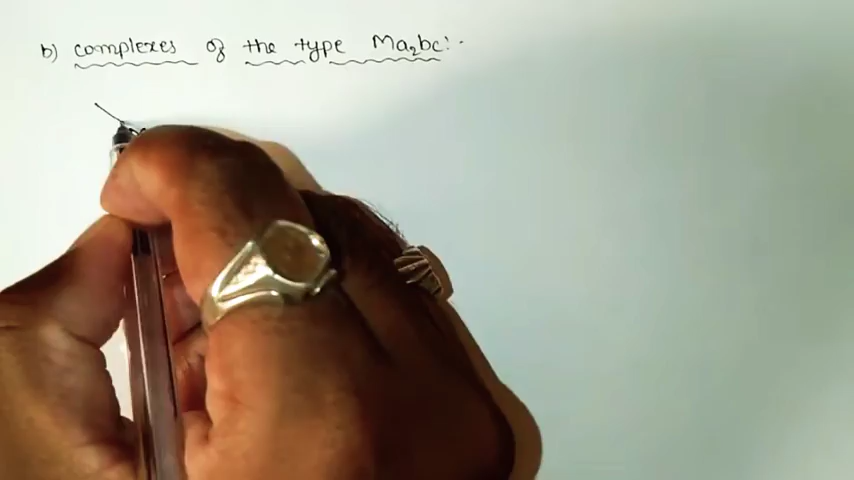 b) complexes of the type Ma₂bc:-